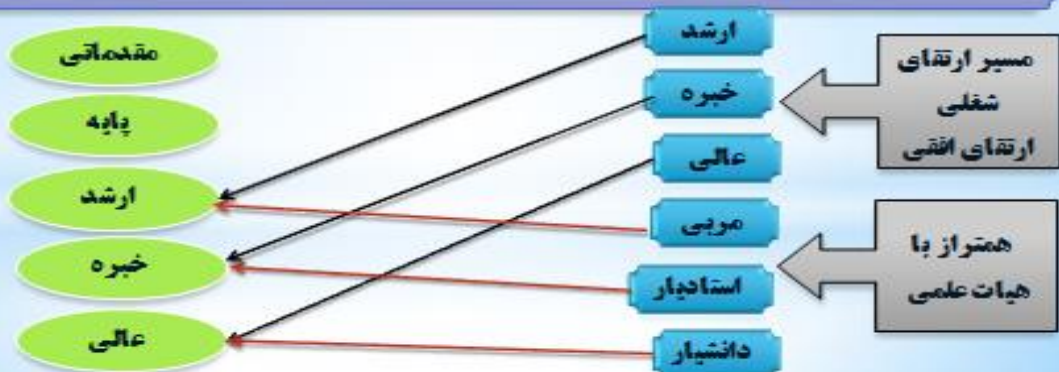 مسیر ارتقای
شغلی
ارتقای افقی
همتراز با
هیات علمی
ارشد
خبره
عالی
مربی
استادیار
دانشیار
مقدماتی
پایه
ارشد
خبره
عالی